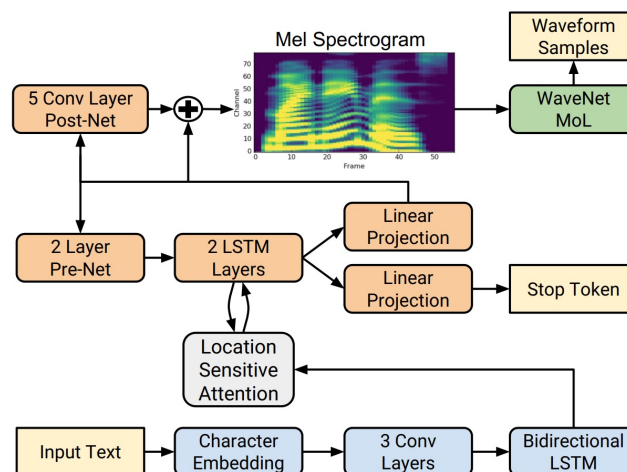 Waveform
Samples
Mel Spectrogram
5 Conv Layer
Post-Net
WaveNet
MoL
Channel
70
60
50
40
30
20
10
0
0 10 20 30 40 50
Frame
2 Layer
Pre-Net
2 LSTM
Layers
Linear
Projection
Linear
Projection
Stop Token
Location
Sensitive
Attention
Input Text
Character
Embedding
3 Conv
Layers
Bidirectional
LSTM